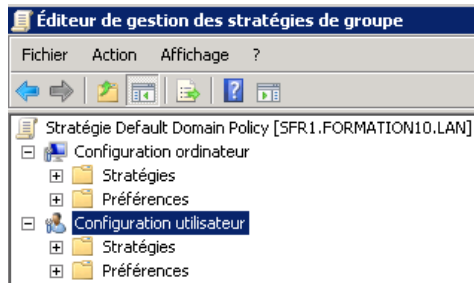 Éditeur de gestion des stratégies de groupe
Fichier Action Affichage ?
Stratégie Default Domain Policy [SFR1.FORMATION10.LAN]
Configuration ordinateur
Stratégies
Préférences
Configuration utilisateur
Stratégies
Préférences